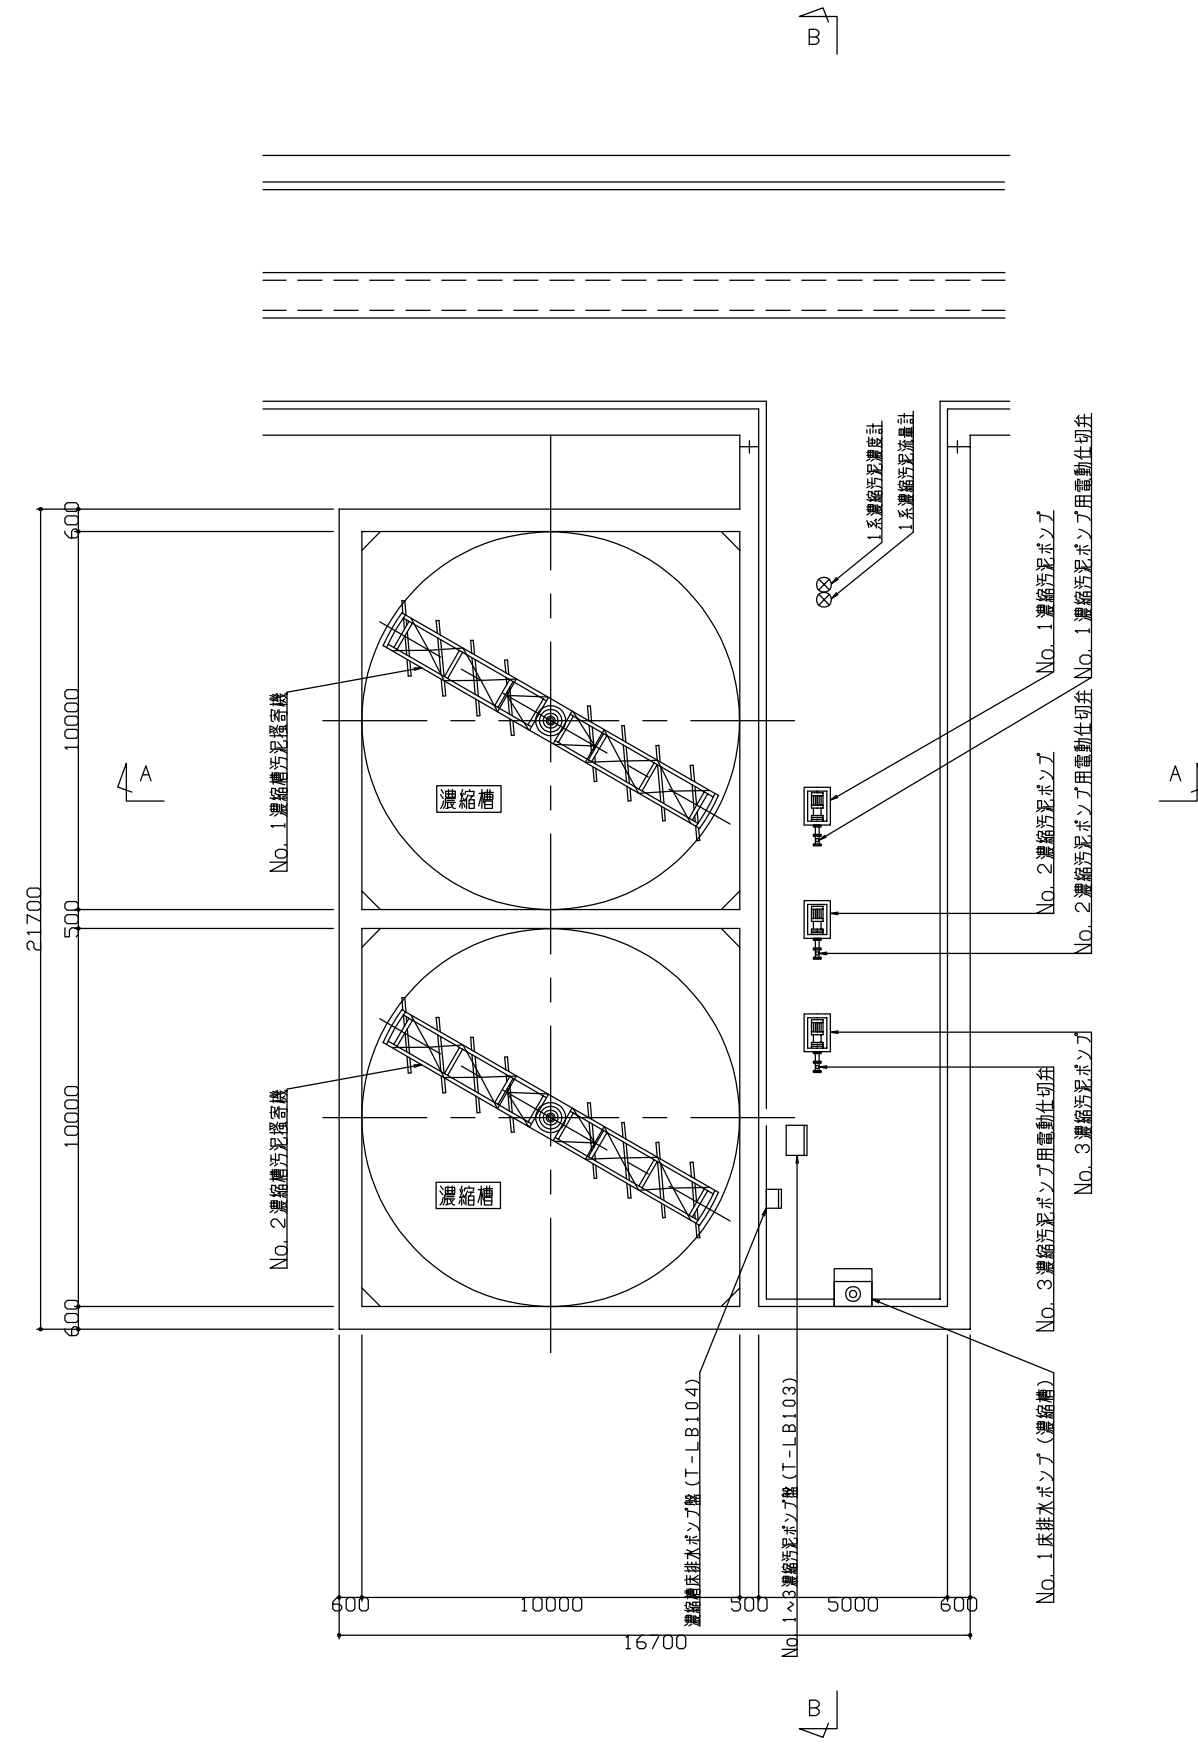 B
1系濃縮汚泥濃度計
1系濃縮汚泥流量計
No. 1濃縮汚泥ポンプ
No. 1濃縮汚泥ポンプ用電動仕切弁
No. 2濃縮汚泥ポンプ
No. 2濃縮汚泥ポンプ用電動仕切弁
No. 3濃縮汚泥ポンプ用電動仕切弁
No. 3濃縮汚泥ポンプ
No. 1濃縮槽汚泥掻寄機
No. 2濃縮槽汚泥掻寄機
濃縮槽
濃縮槽
A
A
600
10000
500
10000
600
21700
濃縮槽床排水ポンプ盤(T-LB104)
No. 1~3濃縮汚泥ポンプ盤(T-LB103)
No. 1床排水ポンプ(濃縮槽)
600
10000
500
5000
600
16700
B